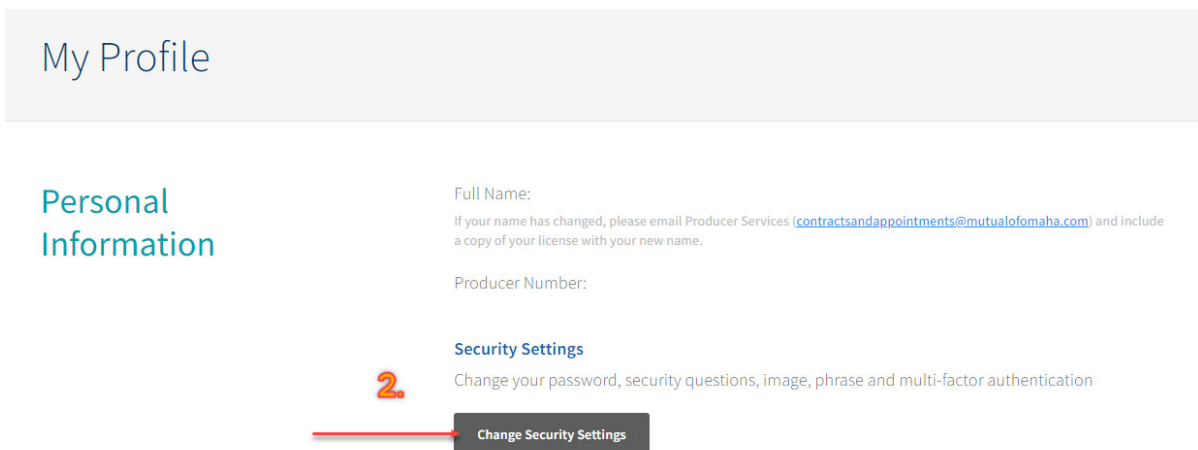 My Profile
Personal
Information
Full Name:
If your name has changed, please email Producer Services (contractsandappointments@mutualofomaha.com) and include
a copy of your license with your new name.
Producer Number:
Security Settings
Change your password, security questions, image, phrase and multi-factor authentication
2.
Change Security Settings